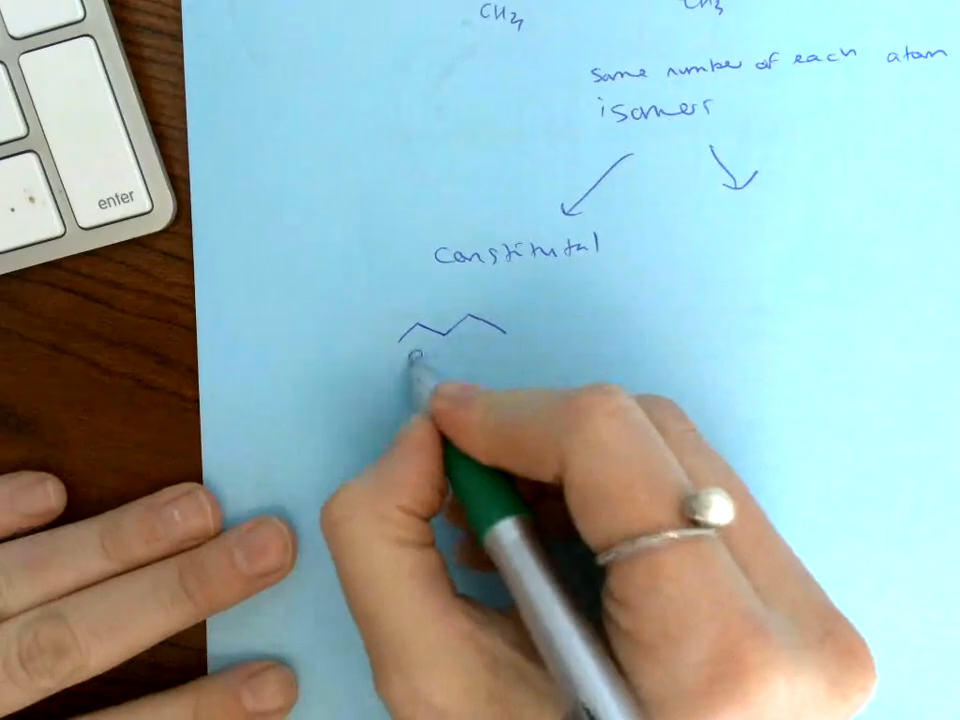 CH3 CH3
Same number of each atom
isomers
Constitutal
enter